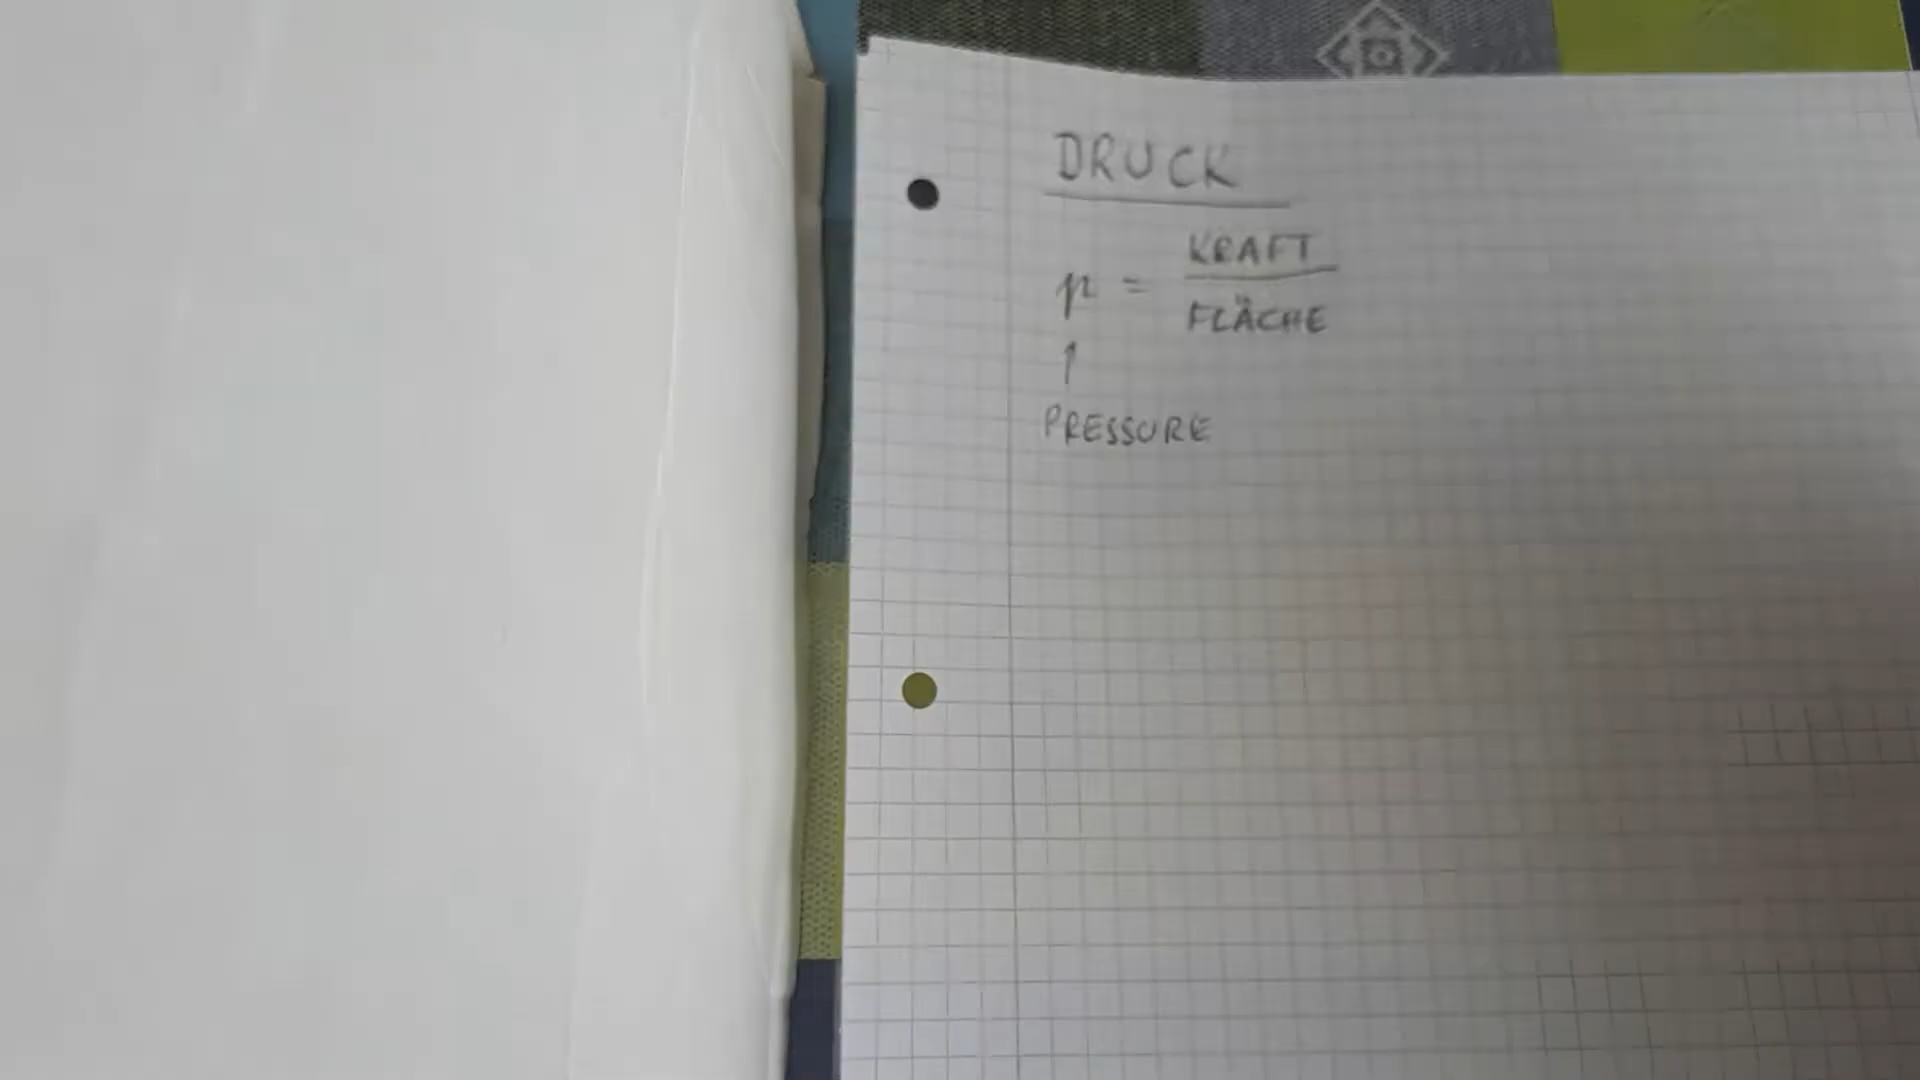 DRUCK
p = KRAFT
FLÄCHE
↑
PRESSURE